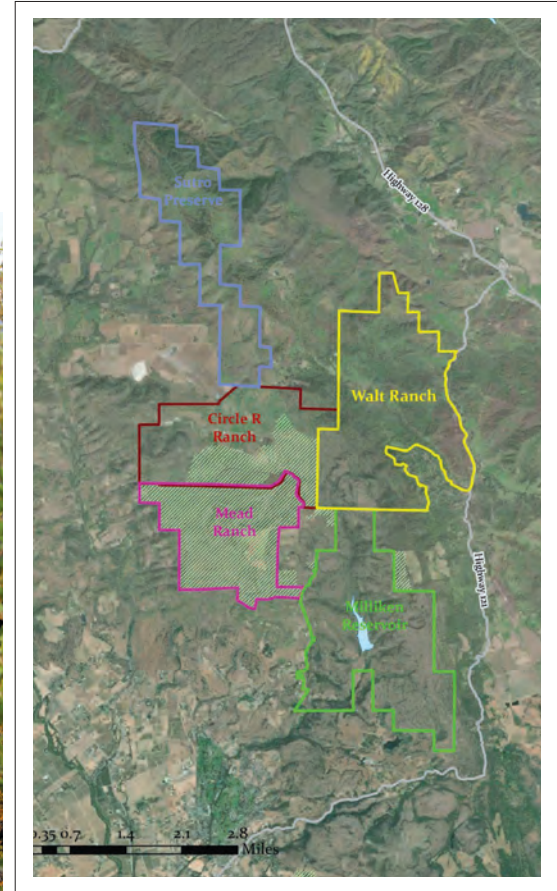 Sutro
Preserve
Highway 128
Walt Ranch
Circle R
Ranch
Mead
Ranch
Highway 121
Milliken
Reservoir
0.35 0.7 1.4 2.1 2.8
Miles